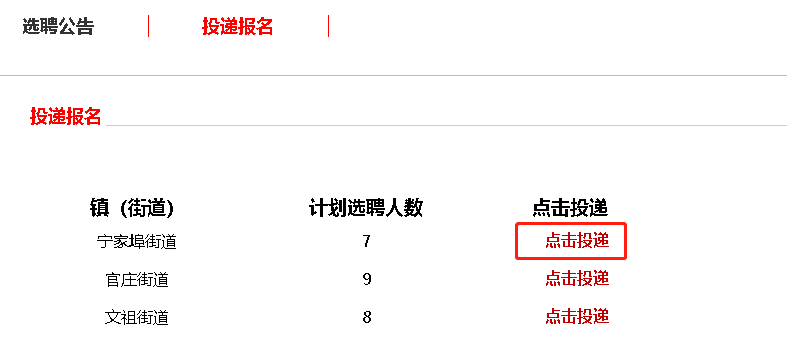 选聘公告 投递报名
投递报名
镇（街道） 计划选聘人数 点击投递
宁家埠街道 7 点击投递
官庄街道 9 点击投递
文祖街道 8 点击投递